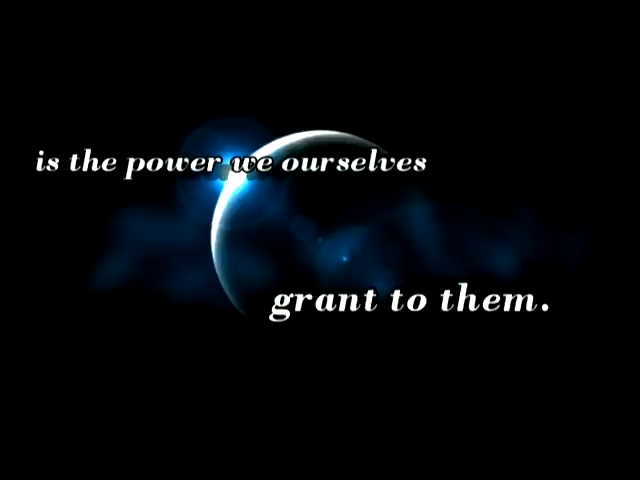 is the power we ourselves
grant to them.